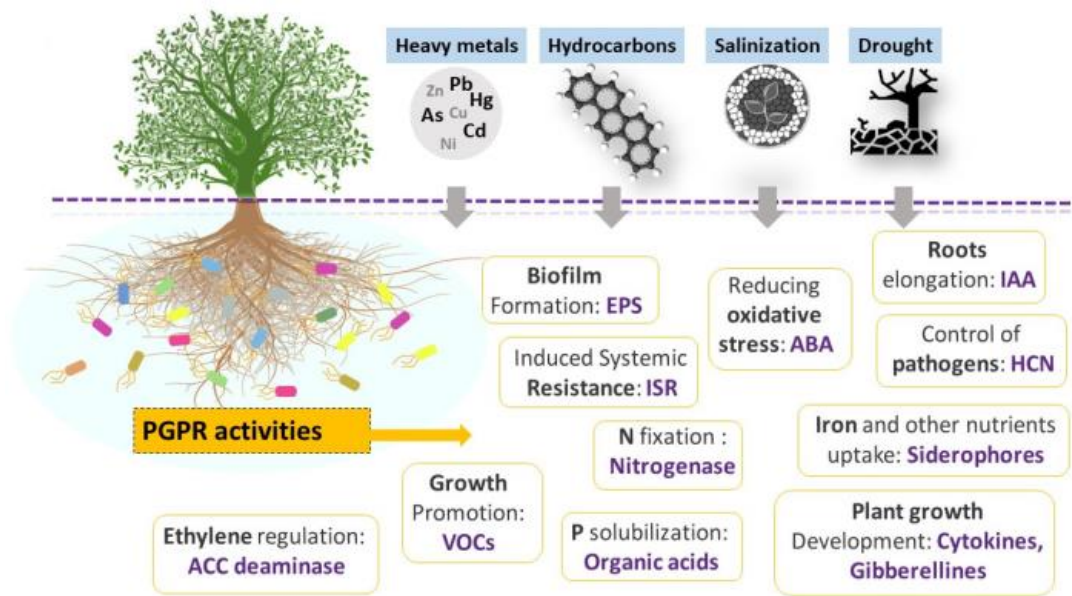 Heavy metals
Hydrocarbons
Salinization
Drought
Zn
Pb
Hg
As
Cu
Cd
Ni
Biofilm
Formation: EPS
Reducing
oxidative
stress: ABA
Roots
elongation: IAA
Induced Systemic
Resistance: ISR
Control of
pathogens: HCN
PGPR activities
N fixation :
Nitrogenase
Iron and other nutrients
uptake: Siderophores
Growth
Promotion:
VOCs
Ethylene regulation:
ACC deaminase
P solubilization:
Organic acids
Plant growth
Development: Cytokines,
Gibberellines